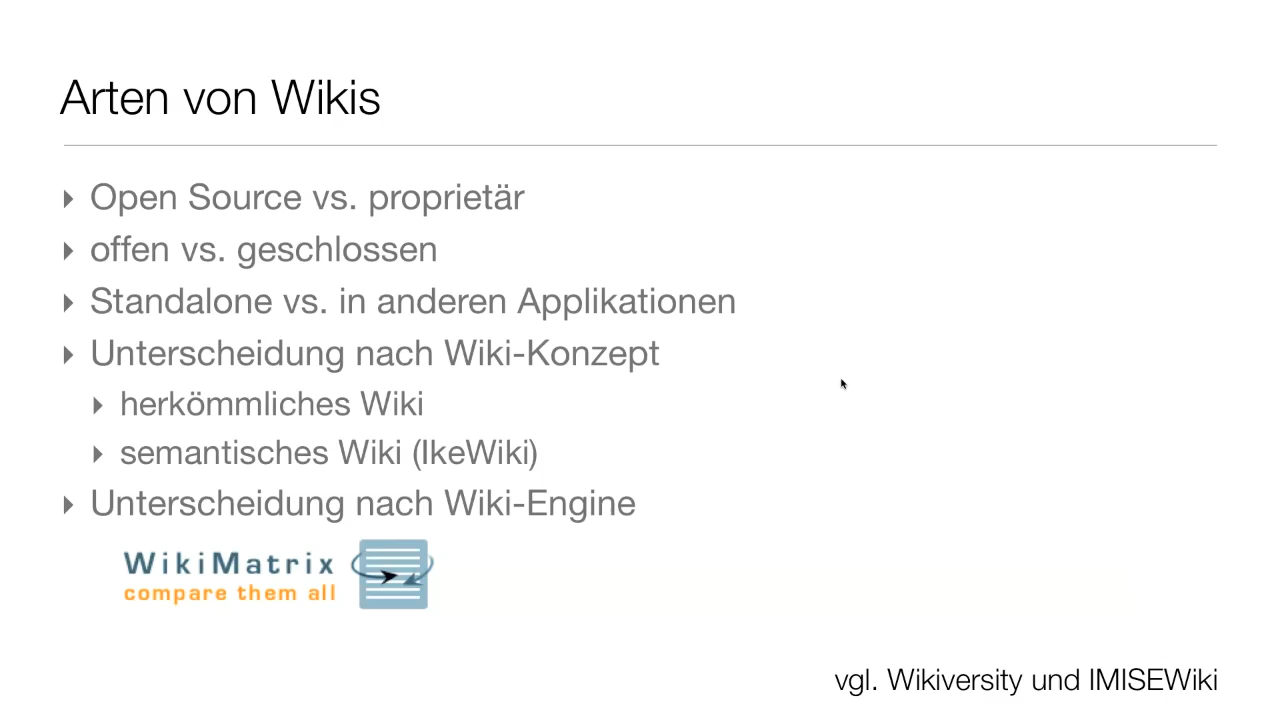 Arten von Wikis
Open Source vs. proprietär
offen vs. geschlossen
Standalone vs. in anderen Applikationen
Unterscheidung nach Wiki-Konzept
herkömmliches Wiki
semantisches Wiki (IkeWiki)
Unterscheidung nach Wiki-Engine
WikiMatrix
compare them all
vgl. Wikiversity und IMISEWiki